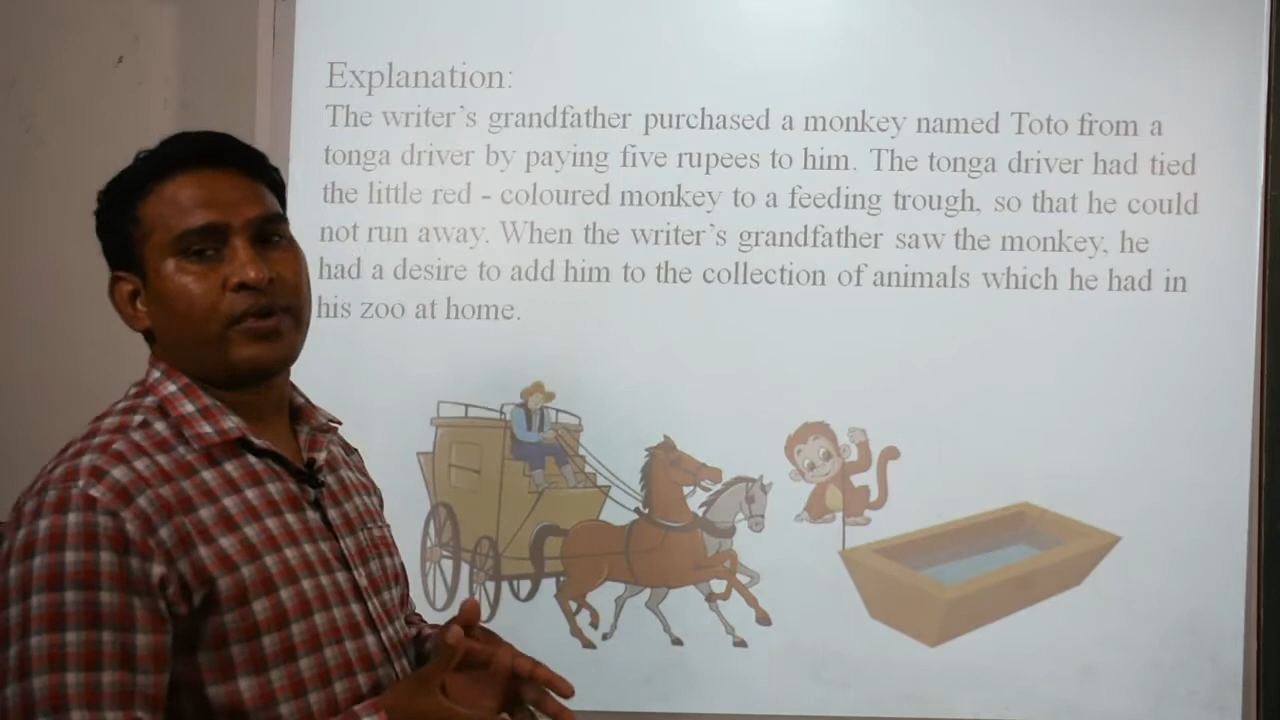 Explanation:
The writer's grandfather purchased a monkey named Toto from a
tonga driver by paying five rupees to him. The tonga driver had tied
the little red - coloured monkey to a feeding trough, so that he could
not run away. When the writer's grandfather saw the monkey, he
had a desire to add him to the collection of animals which he had in
his zoo at home.